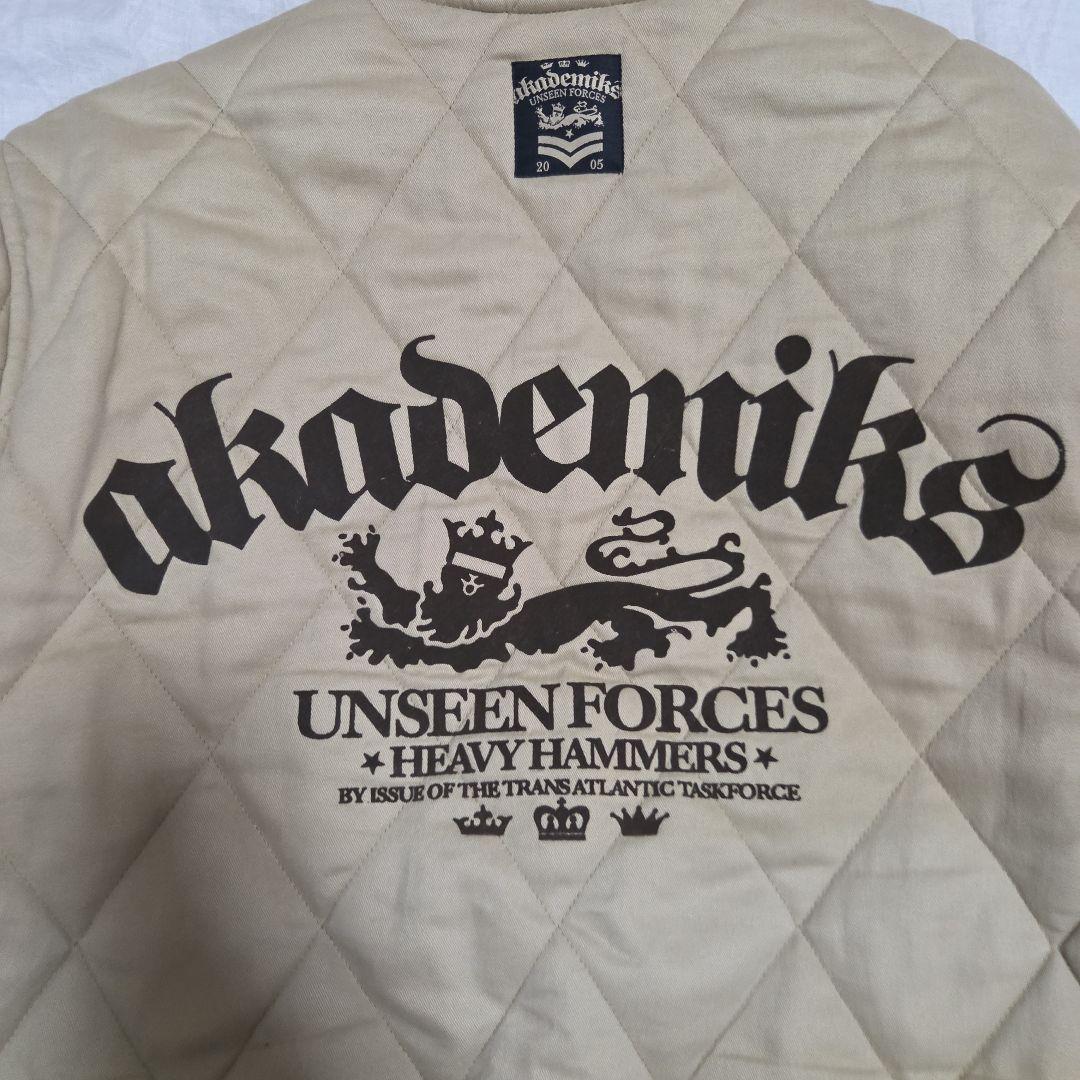 akademiks
UNSEEN FORCES
20 05
akademiks
UNSEEN FORCES
HEAVY HAMMERS
BY ISSUE OF THE TRANS ATLANTIC TASKFORCE